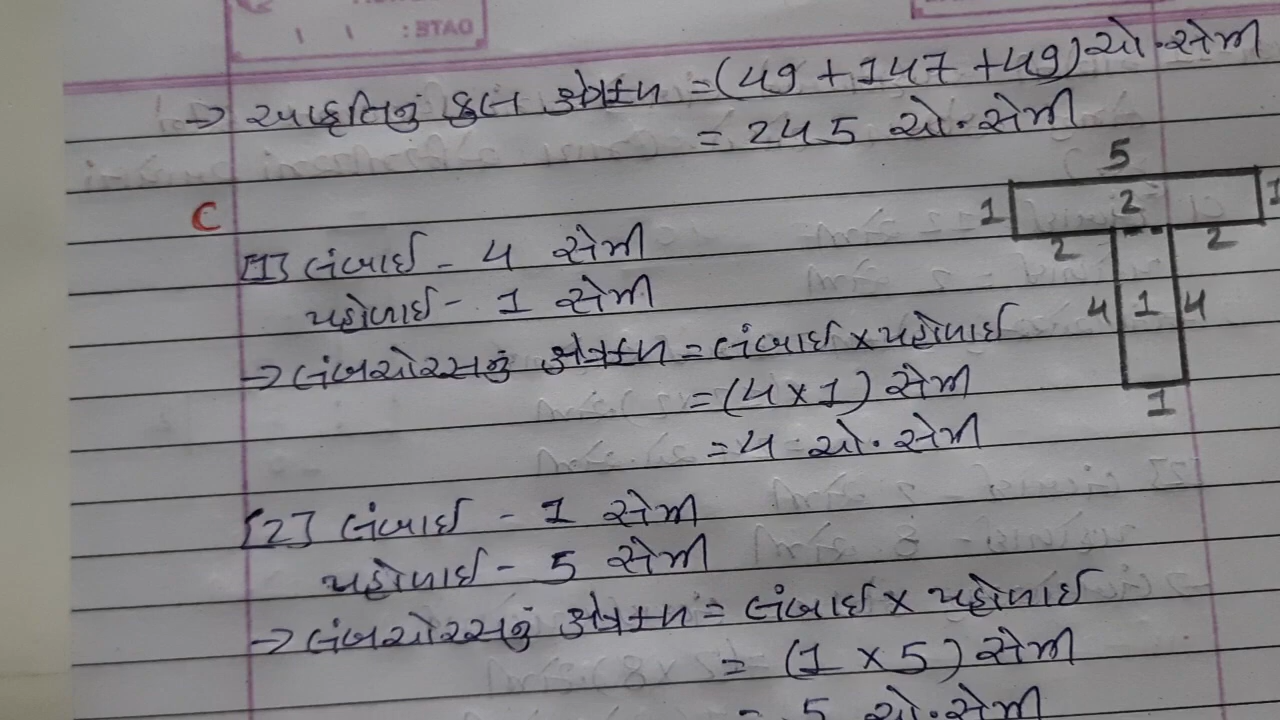 : ƎTAQ
→ આકૃતિનું કુલ ક્ષેત્રફળ = (49 + 147 + 49) ચો.સેમી
= 245 ચો.સેમી
C
5
1 2 1
2 2
4 1 4
1
[1] લંબાઈ - 4 સેમી
પહોળાઈ - 1 સેમી
→ લંબચોરસનું ક્ષેત્રફળ = લંબાઈ × પહોળાઈ
= (4 × 1) સેમી
= 4 ચો.સેમી
[2] લંબાઈ - 1 સેમી
પહોળાઈ - 5 સેમી
→ લંબચોરસનું ક્ષેત્રફળ = લંબાઈ × પહોળાઈ
= (1 × 5) સેમી
= 5 ચો.સેમી